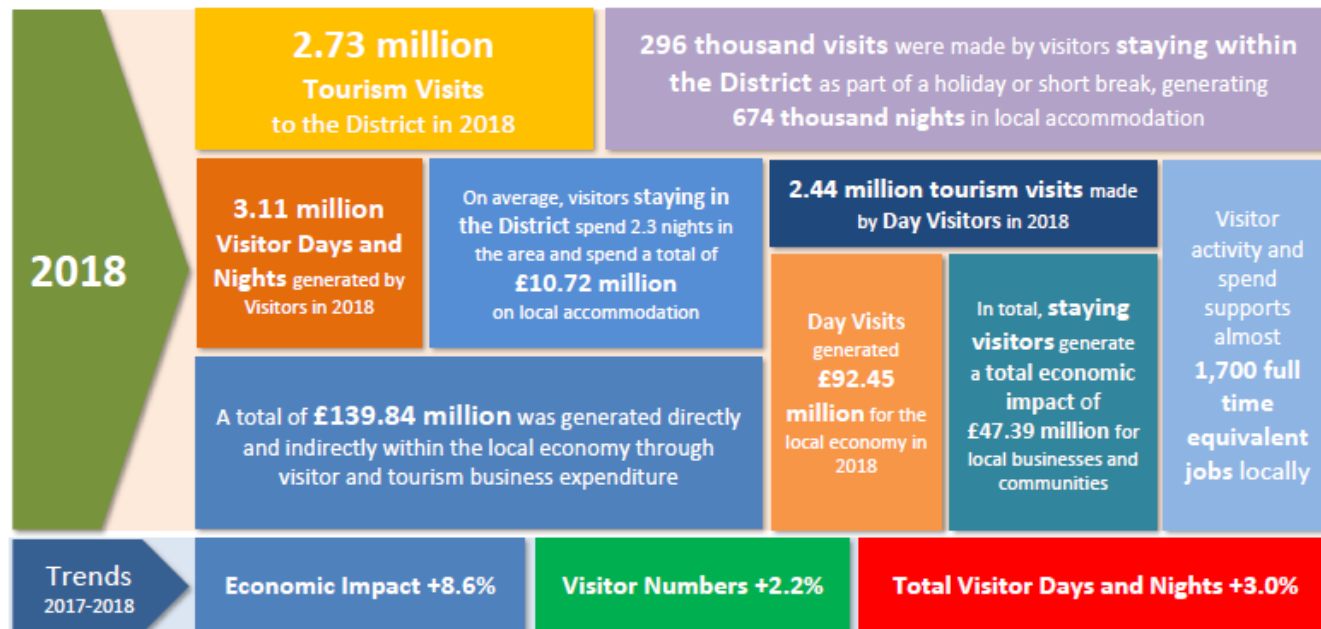 2018
2.73 million
Tourism Visits
to the District in 2018
296 thousand visits were made by visitors staying within
the District as part of a holiday or short break, generating
674 thousand nights in local accommodation
3.11 million
Visitor Days and
Nights generated by
Visitors in 2018
On average, visitors staying in
the District spend 2.3 nights in
the area and spend a total of
£10.72 million
on local accommodation
2.44 million tourism visits made
by Day Visitors in 2018
Visitor
activity and
spend
supports
almost
1,700 full
time
equivalent
jobs locally
A total of £139.84 million was generated directly
and indirectly within the local economy through
visitor and tourism business expenditure
Day Visits
generated
£92.45
million for the
local economy in
2018
In total, staying
visitors generate
a total economic
impact of
£47.39 million for
local businesses and
communities
Trends
2017-2018
Economic Impact +8.6%
Visitor Numbers +2.2%
Total Visitor Days and Nights +3.0%